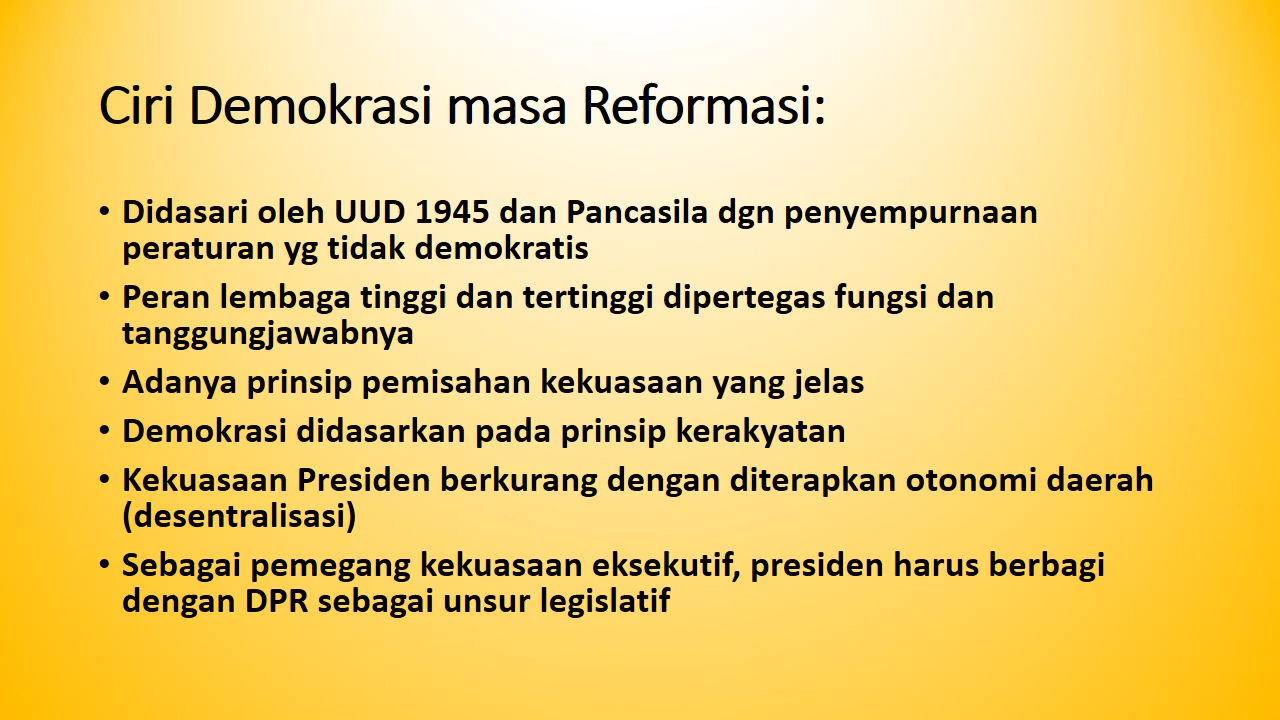 Ciri Demokrasi masa Reformasi:
• Didasari oleh UUD 1945 dan Pancasila dgn penyempurnaan
peraturan yg tidak demokratis
• Peran lembaga tinggi dan tertinggi dipertegas fungsi dan
tanggungjawabnya
• Adanya prinsip pemisahan kekuasaan yang jelas
• Demokrasi didasarkan pada prinsip kerakyatan
• Kekuasaan Presiden berkurang dengan diterapkan otonomi daerah
(desentralisasi)
• Sebagai pemegang kekuasaan eksekutif, presiden harus berbagi
dengan DPR sebagai unsur legislatif